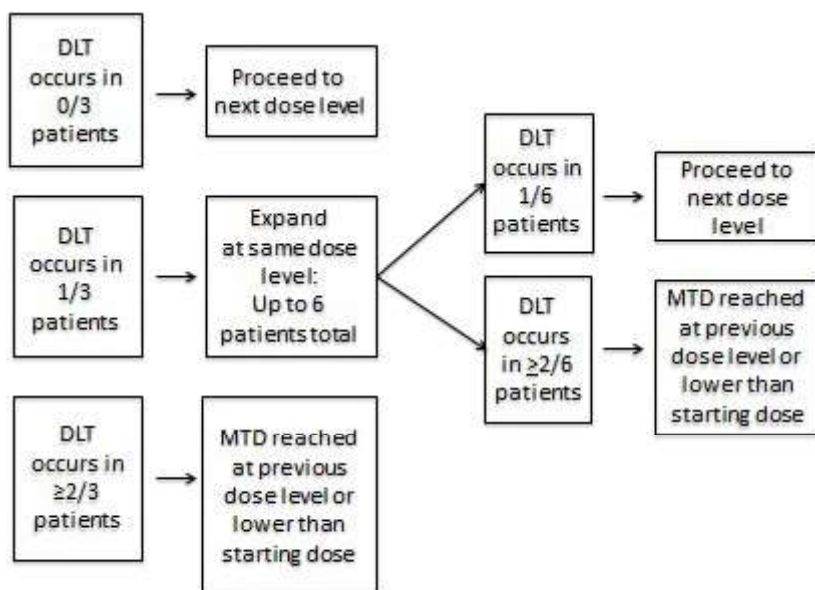 DLT
occurs in
0/3
patients
Proceed to
next dose level
DLT
occurs in
1/3
patients
Expand
at same dose
level:
Up to 6
patients total
DLT
occurs in
1/6
patients
Proceed to
next dose
level
DLT
occurs
in ≥2/6
patients
MTD reached
at previous
dose level or
lower than
starting dose
DLT
occurs in
≥2/3
patients
MTD reached
at previous
dose level or
lower than
starting dose